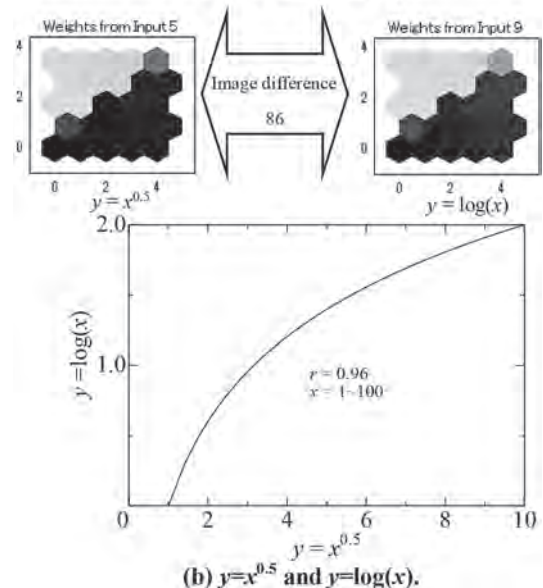 Weights from Input 5
Weights from Input 9
4
2
0
0 2 4
y = x^0.5
Image difference
86
4
2
0
0 2 4
y = log(x)
2.0
1.0
0 2 4 6 8 10
y = log(x)
r = 0.96
x = 1~100
y = x^0.5
(b) y=x^0.5 and y=log(x).